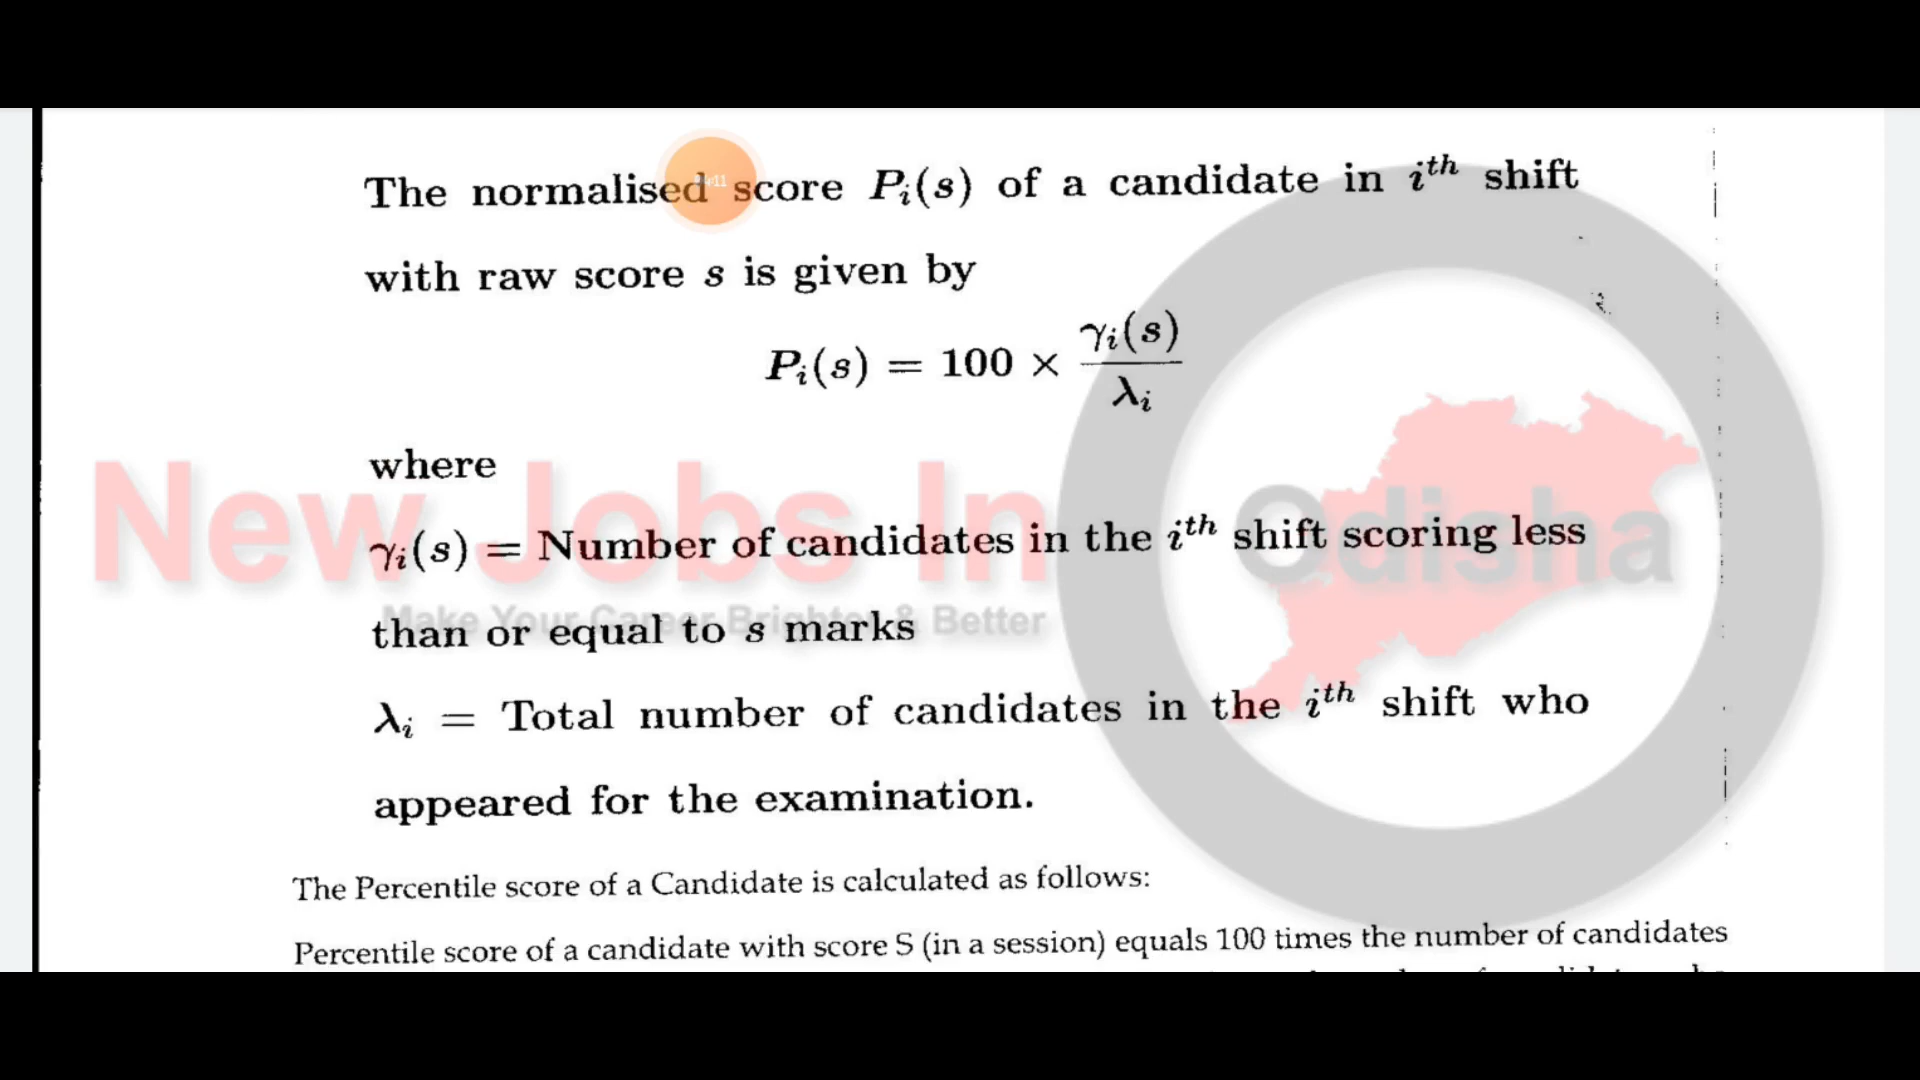 The normalised score Pᵢ(s) of a candidate in iᵗʰ shift
with raw score s is given by
Pᵢ(s) = 100 × γᵢ(s) / λᵢ
where
γᵢ(s) = Number of candidates in the iᵗʰ shift scoring less
than or equal to s marks
λᵢ = Total number of candidates in the iᵗʰ shift who
appeared for the examination.
The Percentile score of a Candidate is calculated as follows:
Percentile score of a candidate with score S (in a session) equals 100 times the number of candidates
New Jobs In Odisha
Make Your Career Brighter & Better